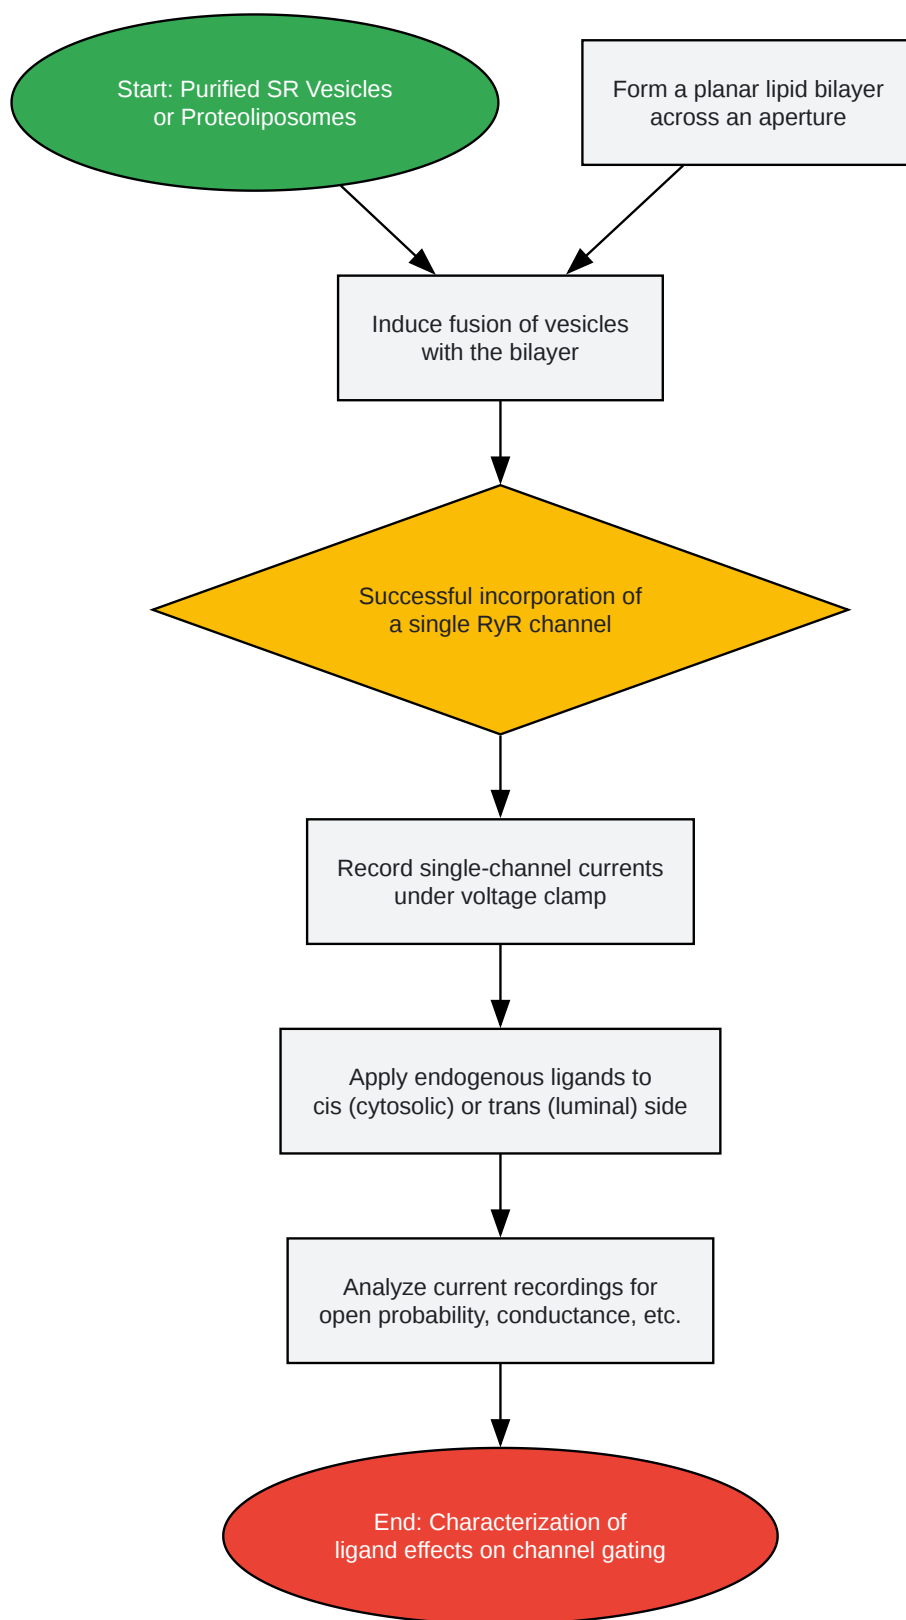 Start: Purified SR Vesicles
or Proteoliposomes
Form a planar lipid bilayer
across an aperture
Induce fusion of vesicles
with the bilayer
Successful incorporation of
a single RyR channel
Record single-channel currents
under voltage clamp
Apply endogenous ligands to
cis (cytosolic) or trans (luminal) side
Analyze current recordings for
open probability, conductance, etc.
End: Characterization of
ligand effects on channel gating